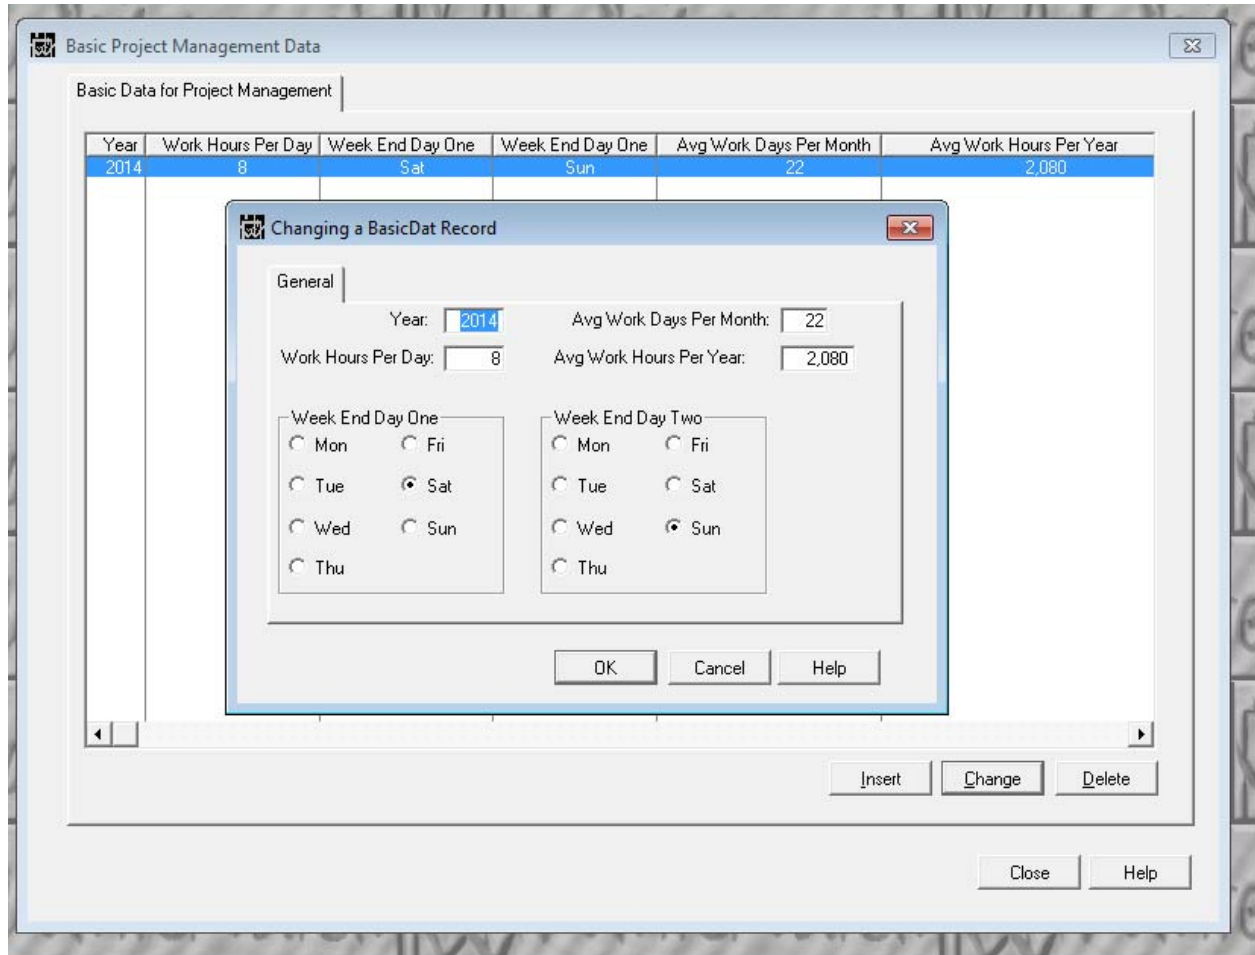 Basic Project Management Data
Basic Data for Project Management
Year Work Hours Per Day Week End Day One Week End Day One Avg Work Days Per Month Avg Work Hours Per Year
2014 8 Sat Sun 22 2,080
Changing a BasicDat Record
General
Year: 2014 Avg Work Days Per Month: 22
Work Hours Per Day: 8 Avg Work Hours Per Year: 2,080
Week End Day One Week End Day Two
Mon Fri Mon Fri
Tue Sat Tue Sat
Wed Sun Wed Sun
Thu Thu
OK Cancel Help
Insert Change Delete
Close Help